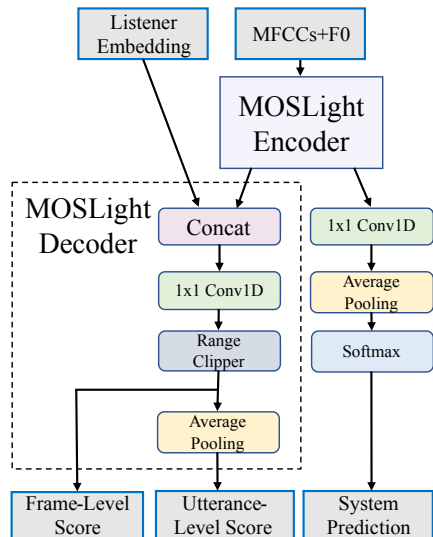 Listener
Embedding
MFCCs+F0
MOSLight
Encoder
MOSLight
Decoder
Concat
1x1 Conv1D
Range
Clipper
Average
Pooling
1x1 Conv1D
Average
Pooling
Softmax
Frame-Level
Score
Utterance-
Level Score
System
Prediction